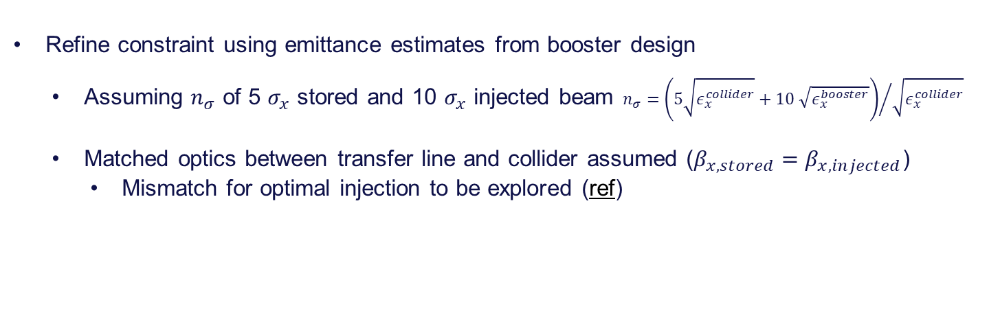 • Refine constraint using emittance estimates from booster design
• Assuming $n_\sigma$ of 5 $\sigma_x$ stored and 10 $\sigma_x$ injected beam $n_\sigma = \left(5\sqrt{\epsilon_x^{collider}} + 10\sqrt{\epsilon_x^{booster}}\right)/\sqrt{\epsilon_x^{collider}}$
• Matched optics between transfer line and collider assumed ($\beta_{x,stored} = \beta_{x,injected}$)
• Mismatch for optimal injection to be explored (ref)